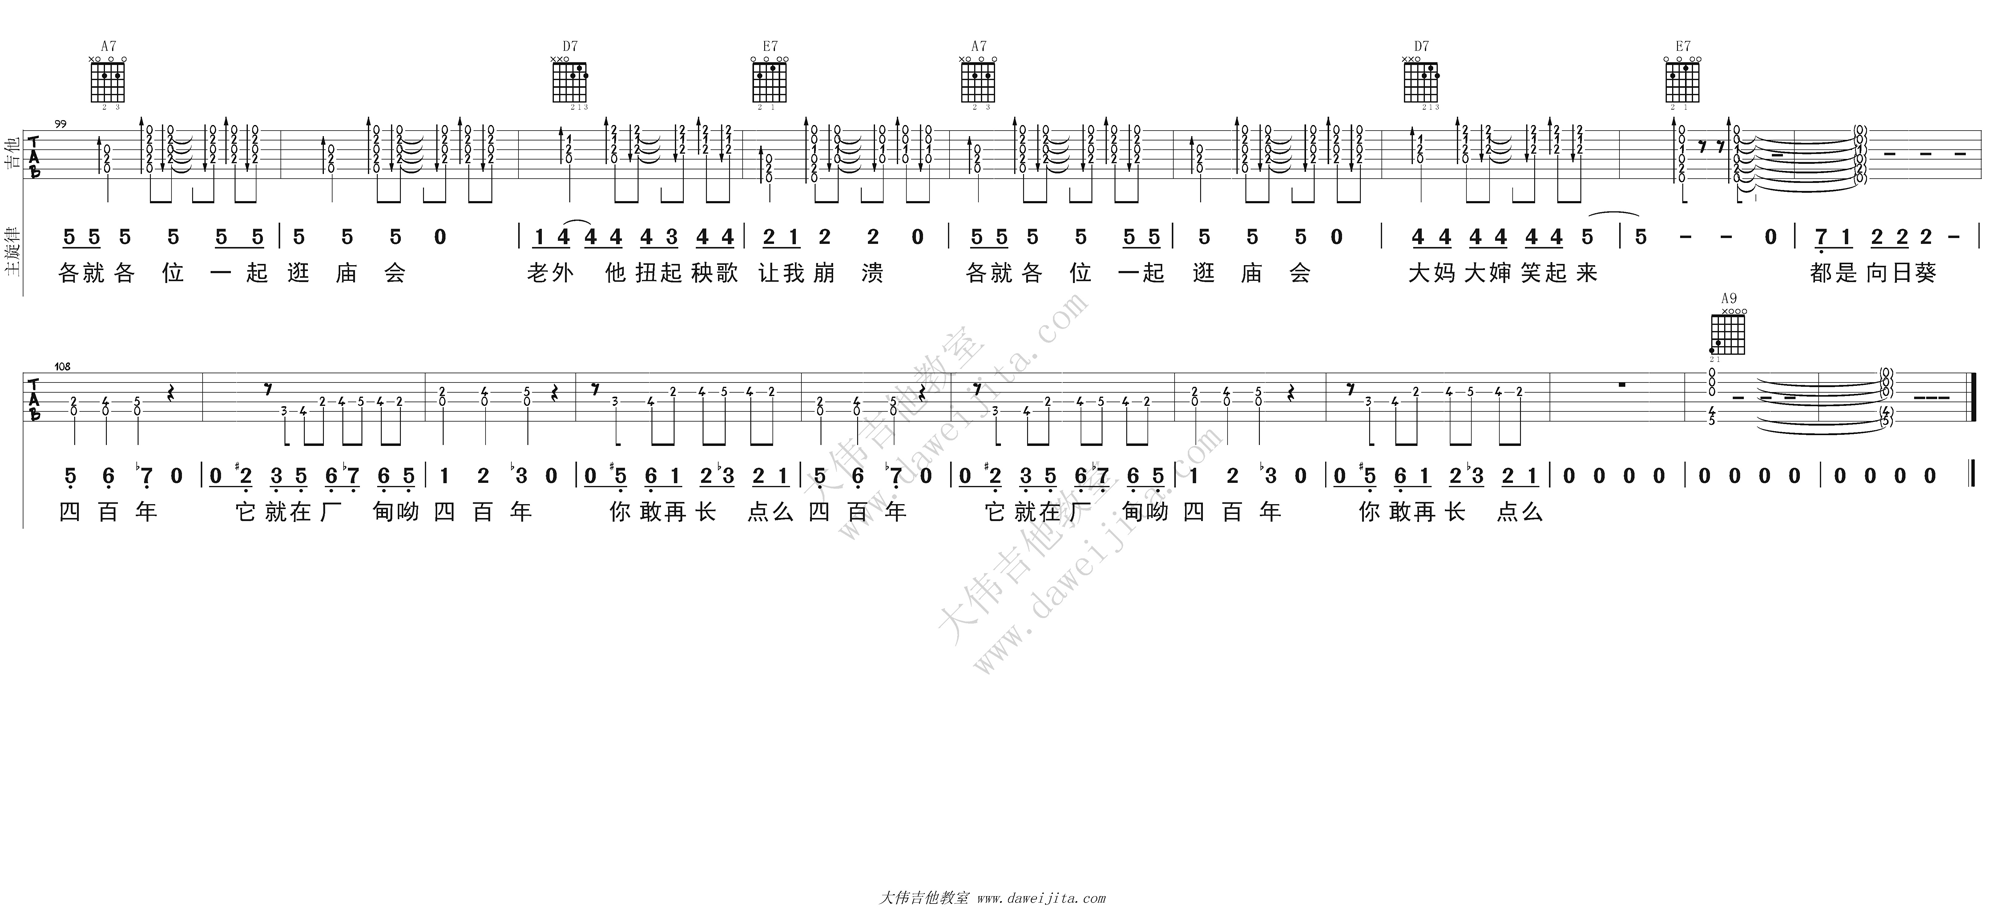 A7 D7 E7 A7 D7 E7
吉他 99
主旋律 5 5 5 5 5 5 | 5 5 5 0 | 1 4 4 4 4 3 4 4 | 2 1 2 2 0 | 5 5 5 5 5 5 | 5 5 5 0 | 4 4 4 4 4 4 5 | 5 - - 0 | 7 1 2 2 2 - |
各就各位一起逛庙会 老外他扭起秧歌让我崩溃 各就各位一起逛庙会 大妈大婶笑起来 都是向日葵
A9
108
5 6 ♭7 0 | 0 #2 3 5 6 ♭7 6 5 | 1 2 ♭3 0 | 0 #5 6 1 2 ♭3 2 1 | 5 6 ♭7 0 | 0 #2 3 5 6 ♭7 6 5 | 1 2 ♭3 0 | 0 #5 6 1 2 ♭3 2 1 | 0 0 0 0 | 0 0 0 0 | 0 0 0 0 |
四百年 它就在厂甸呦四百年 你敢再长点么四百年 它就在厂甸呦四百年 你敢再长点么
大伟吉他教室
www.daweijita.com
大伟吉他教室
www.daweijita.com
大伟吉他教室 www.daweijita.com